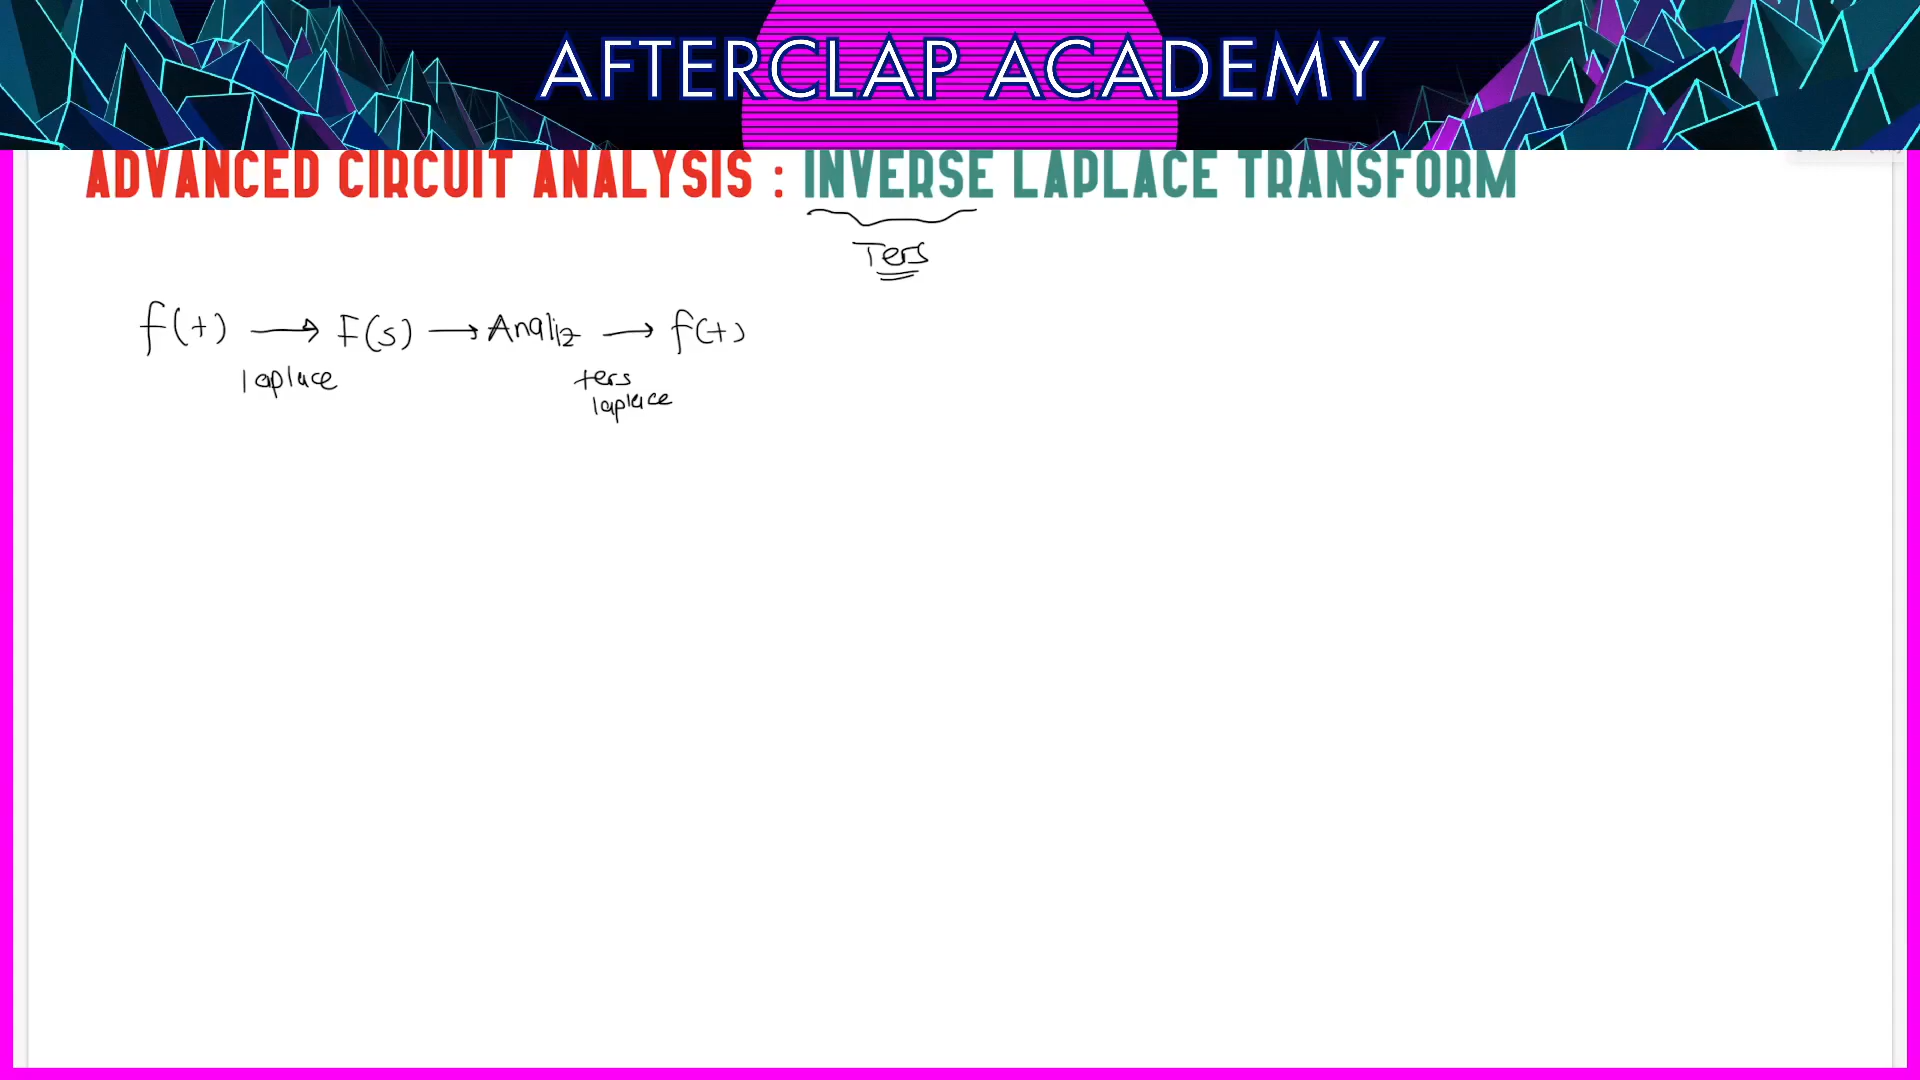 AFTERCLAP ACADEMY
ADVANCED CIRCUIT ANALYSIS : INVERSE LAPLACE TRANSFORM
Ters
f(t) → F(s) → Analiz → f(t)
laplace ters
laplace